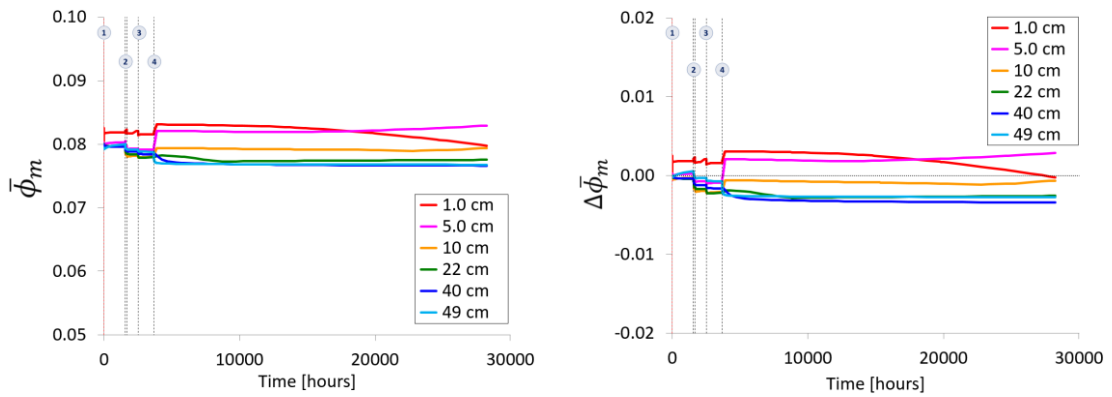 0.10
0.09
0.08
0.07
0.06
0.05
ϕ̅m
1
2
3
4
1.0 cm
5.0 cm
10 cm
22 cm
40 cm
49 cm
0
10000
20000
30000
Time [hours]
0.02
0.01
0.00
-0.01
-0.02
Δϕ̅m
1
2
3
4
1.0 cm
5.0 cm
10 cm
22 cm
40 cm
49 cm
0
10000
20000
30000
Time [hours]